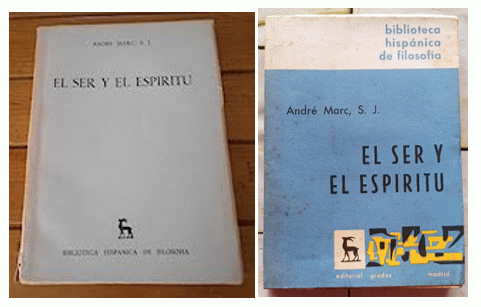 ANDRÉ MARC, S. J.
EL SER Y EL ESPIRITU
BIBLIOTECA HISPÁNICA DE FILOSOFÍA
biblioteca
hispánica
de filosofía
André Marc, S. J.
EL SER Y
EL ESPIRITU
editorial gredos
madrid